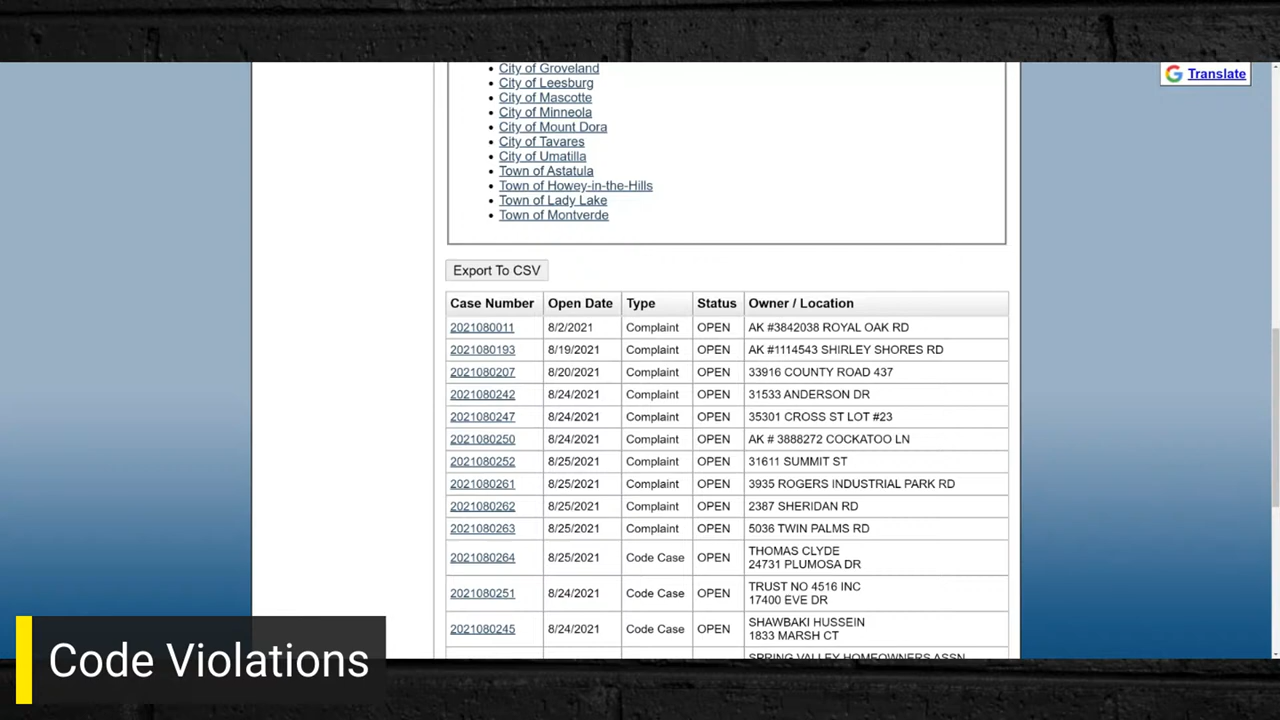 City of Groveland
Translate
City of Leesburg
City of Mascotte
City of Minneola
City of Mount Dora
City of Tavares
City of Umatilla
Town of Astatula
Town of Howey-in-the-Hills
Town of Lady Lake
Town of Montverde
Export To CSV
Case Number Open Date Type Status Owner / Location
2021080011 8/2/2021 Complaint OPEN AK #3842038 ROYAL OAK RD
2021080193 8/19/2021 Complaint OPEN AK #1114543 SHIRLEY SHORES RD
2021080207 8/20/2021 Complaint OPEN 33916 COUNTY ROAD 437
2021080242 8/24/2021 Complaint OPEN 31533 ANDERSON DR
2021080247 8/24/2021 Complaint OPEN 35301 CROSS ST LOT #23
2021080250 8/24/2021 Complaint OPEN AK # 3888272 COCKATOO LN
2021080252 8/25/2021 Complaint OPEN 31611 SUMMIT ST
2021080261 8/25/2021 Complaint OPEN 3935 ROGERS INDUSTRIAL PARK RD
2021080262 8/25/2021 Complaint OPEN 2387 SHERIDAN RD
2021080263 8/25/2021 Complaint OPEN 5036 TWIN PALMS RD
2021080264 8/25/2021 Code Case OPEN THOMAS CLYDE
24731 PLUMOSA DR
2021080251 8/24/2021 Code Case OPEN TRUST NO 4516 INC
17400 EVE DR
2021080245 8/24/2021 Code Case OPEN SHAWBAKI HUSSEIN
1833 MARSH CT
SPRING VALLEY HOMEOWNERS ASSN
Code Violations